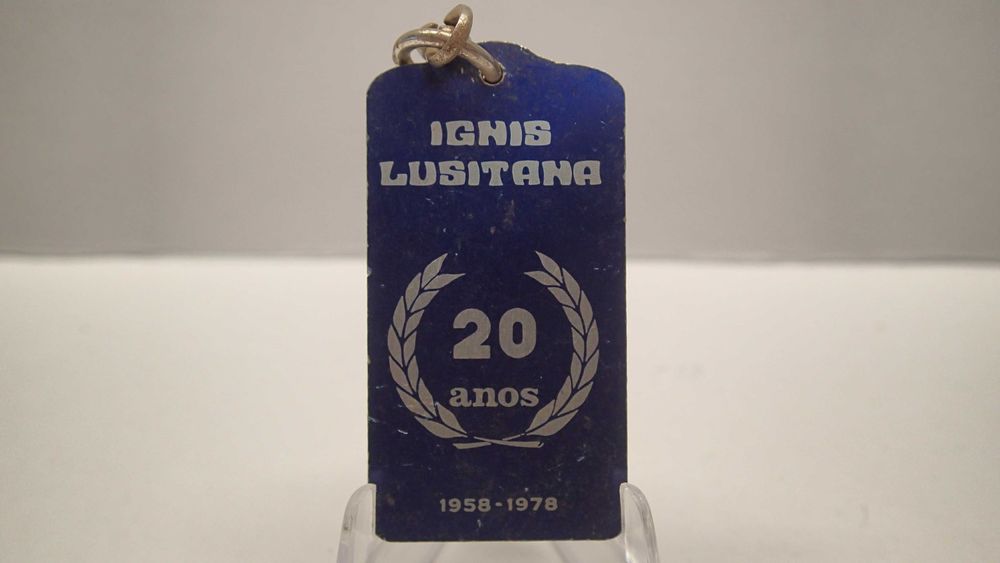 IGNIS
LUSITANA
20
anos
1958-1978